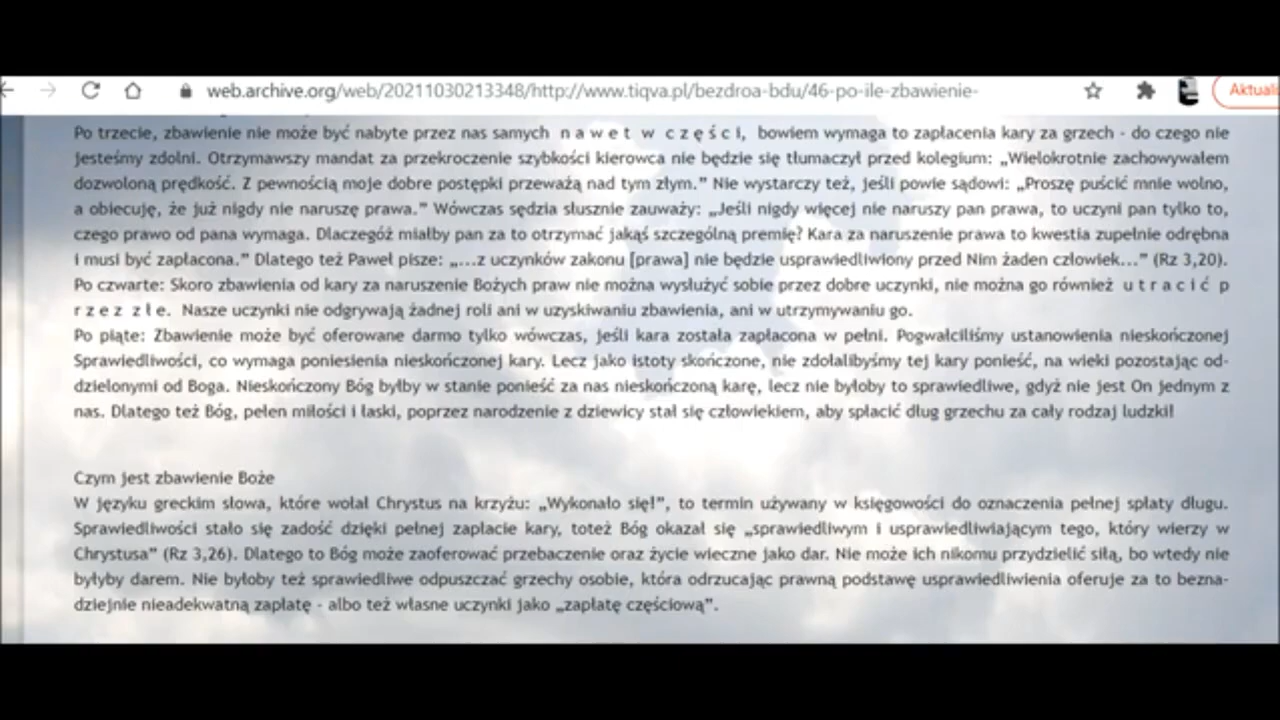 web.archive.org/web/20211030213348/http://www.tiqva.pl/bezdroa-bdu/46-po-ile-zbawienie-
Po trzecie, zbawienie nie może być nabyte przez nas samych n a w e t w c z ę ś c i, bowiem wymaga to zapłacenia kary za grzech - do czego nie
jesteśmy zdolni. Otrzymawszy mandat za przekroczenie szybkości kierowca nie będzie się tłumaczył przed kolegium: „Wielokrotnie zachowywałem
dozwoloną prędkość. Z pewnością moje dobre postępki przeważą nad tym złym.” Nie wystarczy też, jeśli powie sądowi: „Proszę puścić mnie wolno,
a obiecuję, że już nigdy nie naruszę prawa.” Wówczas sędzia słusznie zauważy: „Jeśli nigdy więcej nie naruszy pan prawa, to uczyni pan tylko to,
czego prawo od pana wymaga. Dlaczegóż miałby pan za to otrzymać jakąś szczególną premię? Kara za naruszenie prawa to kwestia zupełnie odrębna
i musi być zapłacona.” Dlatego też Paweł pisze: „...z uczynków zakonu [prawa] nie będzie usprawiedliwiony przed Nim żaden człowiek...” (Rz 3,20).
Po czwarte: Skoro zbawienia od kary za naruszenie Bożych praw nie można wysłużyć sobie przez dobre uczynki, nie można go również u t r a c i ć p
r z e z z ł e. Nasze uczynki nie odgrywają żadnej roli ani w uzyskiwaniu zbawienia, ani w utrzymywaniu go.
Po piąte: Zbawienie może być oferowane darmo tylko wówczas, jeśli kara została zapłacona w pełni. Pogwałciliśmy ustanowienia nieskończonej
Sprawiedliwości, co wymaga poniesienia nieskończonej kary. Lecz jako istoty skończone, nie zdołalibyśmy tej kary ponieść, na wieki pozostając od-
dzielonymi od Boga. Nieskończony Bóg byłby w stanie ponieść za nas nieskończoną karę, lecz nie byłoby to sprawiedliwe, gdyż nie jest On jednym z
nas. Dlatego też Bóg, pełen miłości i łaski, poprzez narodzenie z dziewicy stał się człowiekiem, aby spłacić dług grzechu za cały rodzaj ludzki!
Czym jest zbawienie Boże
W języku greckim słowa, które wołał Chrystus na krzyżu: „Wykonało się!”, to termin używany w księgowości do oznaczenia pełnej spłaty długu.
Sprawiedliwości stało się zadość dzięki pełnej zapłacie kary, toteż Bóg okazał się „sprawiedliwym i usprawiedliwiającym tego, który wierzy w
Chrystusa” (Rz 3,26). Dlatego to Bóg może zaoferować przebaczenie oraz życie wieczne jako dar. Nie może ich nikomu przydzielić siłą, bo wtedy nie
byłyby darem. Nie byłoby też sprawiedliwe odpuszczać grzechy osobie, która odrzucając prawną podstawę usprawiedliwienia oferuje za to bezna-
dziejnie nieadekwatną zapłatę - albo też własne uczynki jako „zapłatę częściową”.